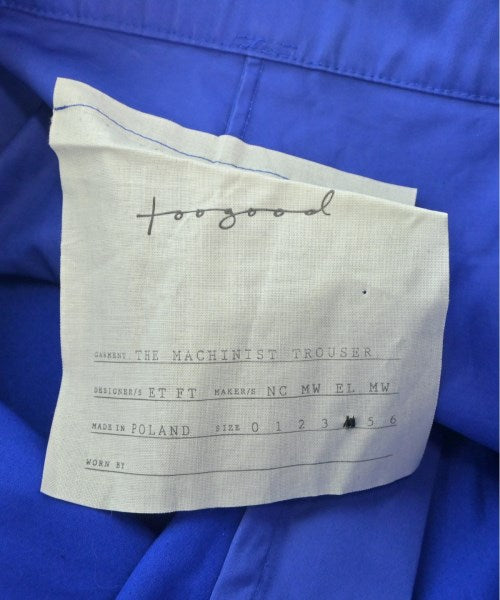 toogood
GARMENT THE MACHINIST TROUSER
DESIGNER/S ET FT MAKER/S NC MW EL MW
MADE IN POLAND SIZE 0 1 2 3 5 6
WORN BY